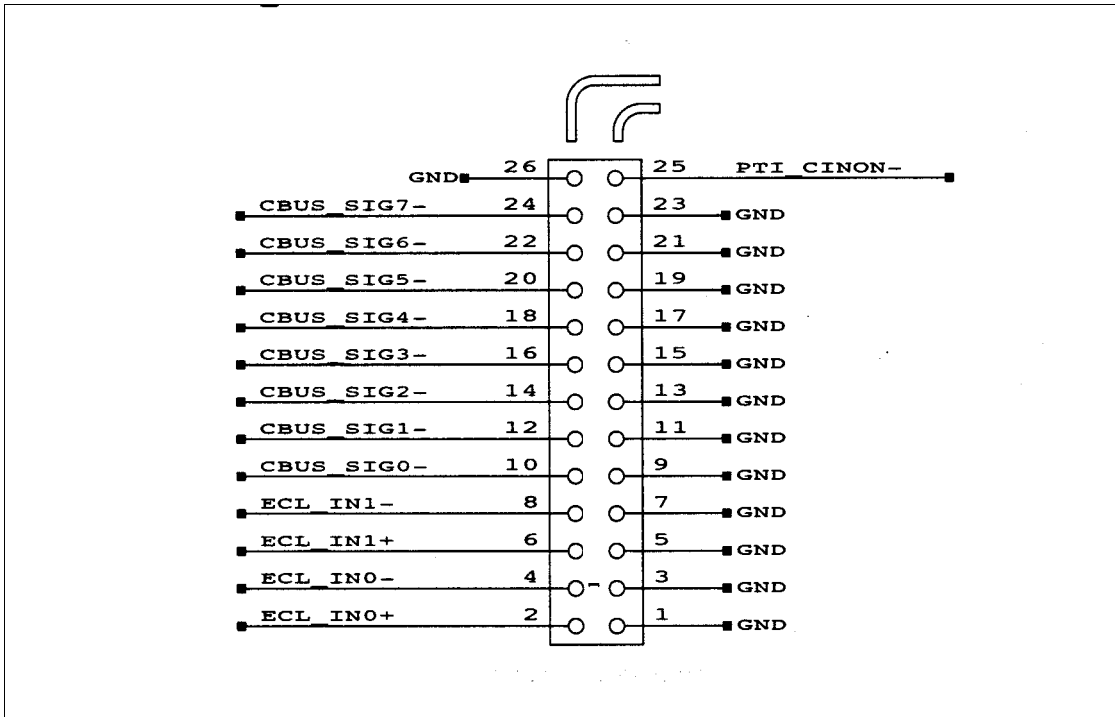 GND 26 25 PTI_CINON-
CBUS_SIG7- 24 23 GND
CBUS_SIG6- 22 21 GND
CBUS_SIG5- 20 19 GND
CBUS_SIG4- 18 17 GND
CBUS_SIG3- 16 15 GND
CBUS_SIG2- 14 13 GND
CBUS_SIG1- 12 11 GND
CBUS_SIG0- 10 9 GND
ECL_IN1- 8 7 GND
ECL_IN1+ 6 5 GND
ECL_IN0- 4 3 GND
ECL_IN0+ 2 1 GND